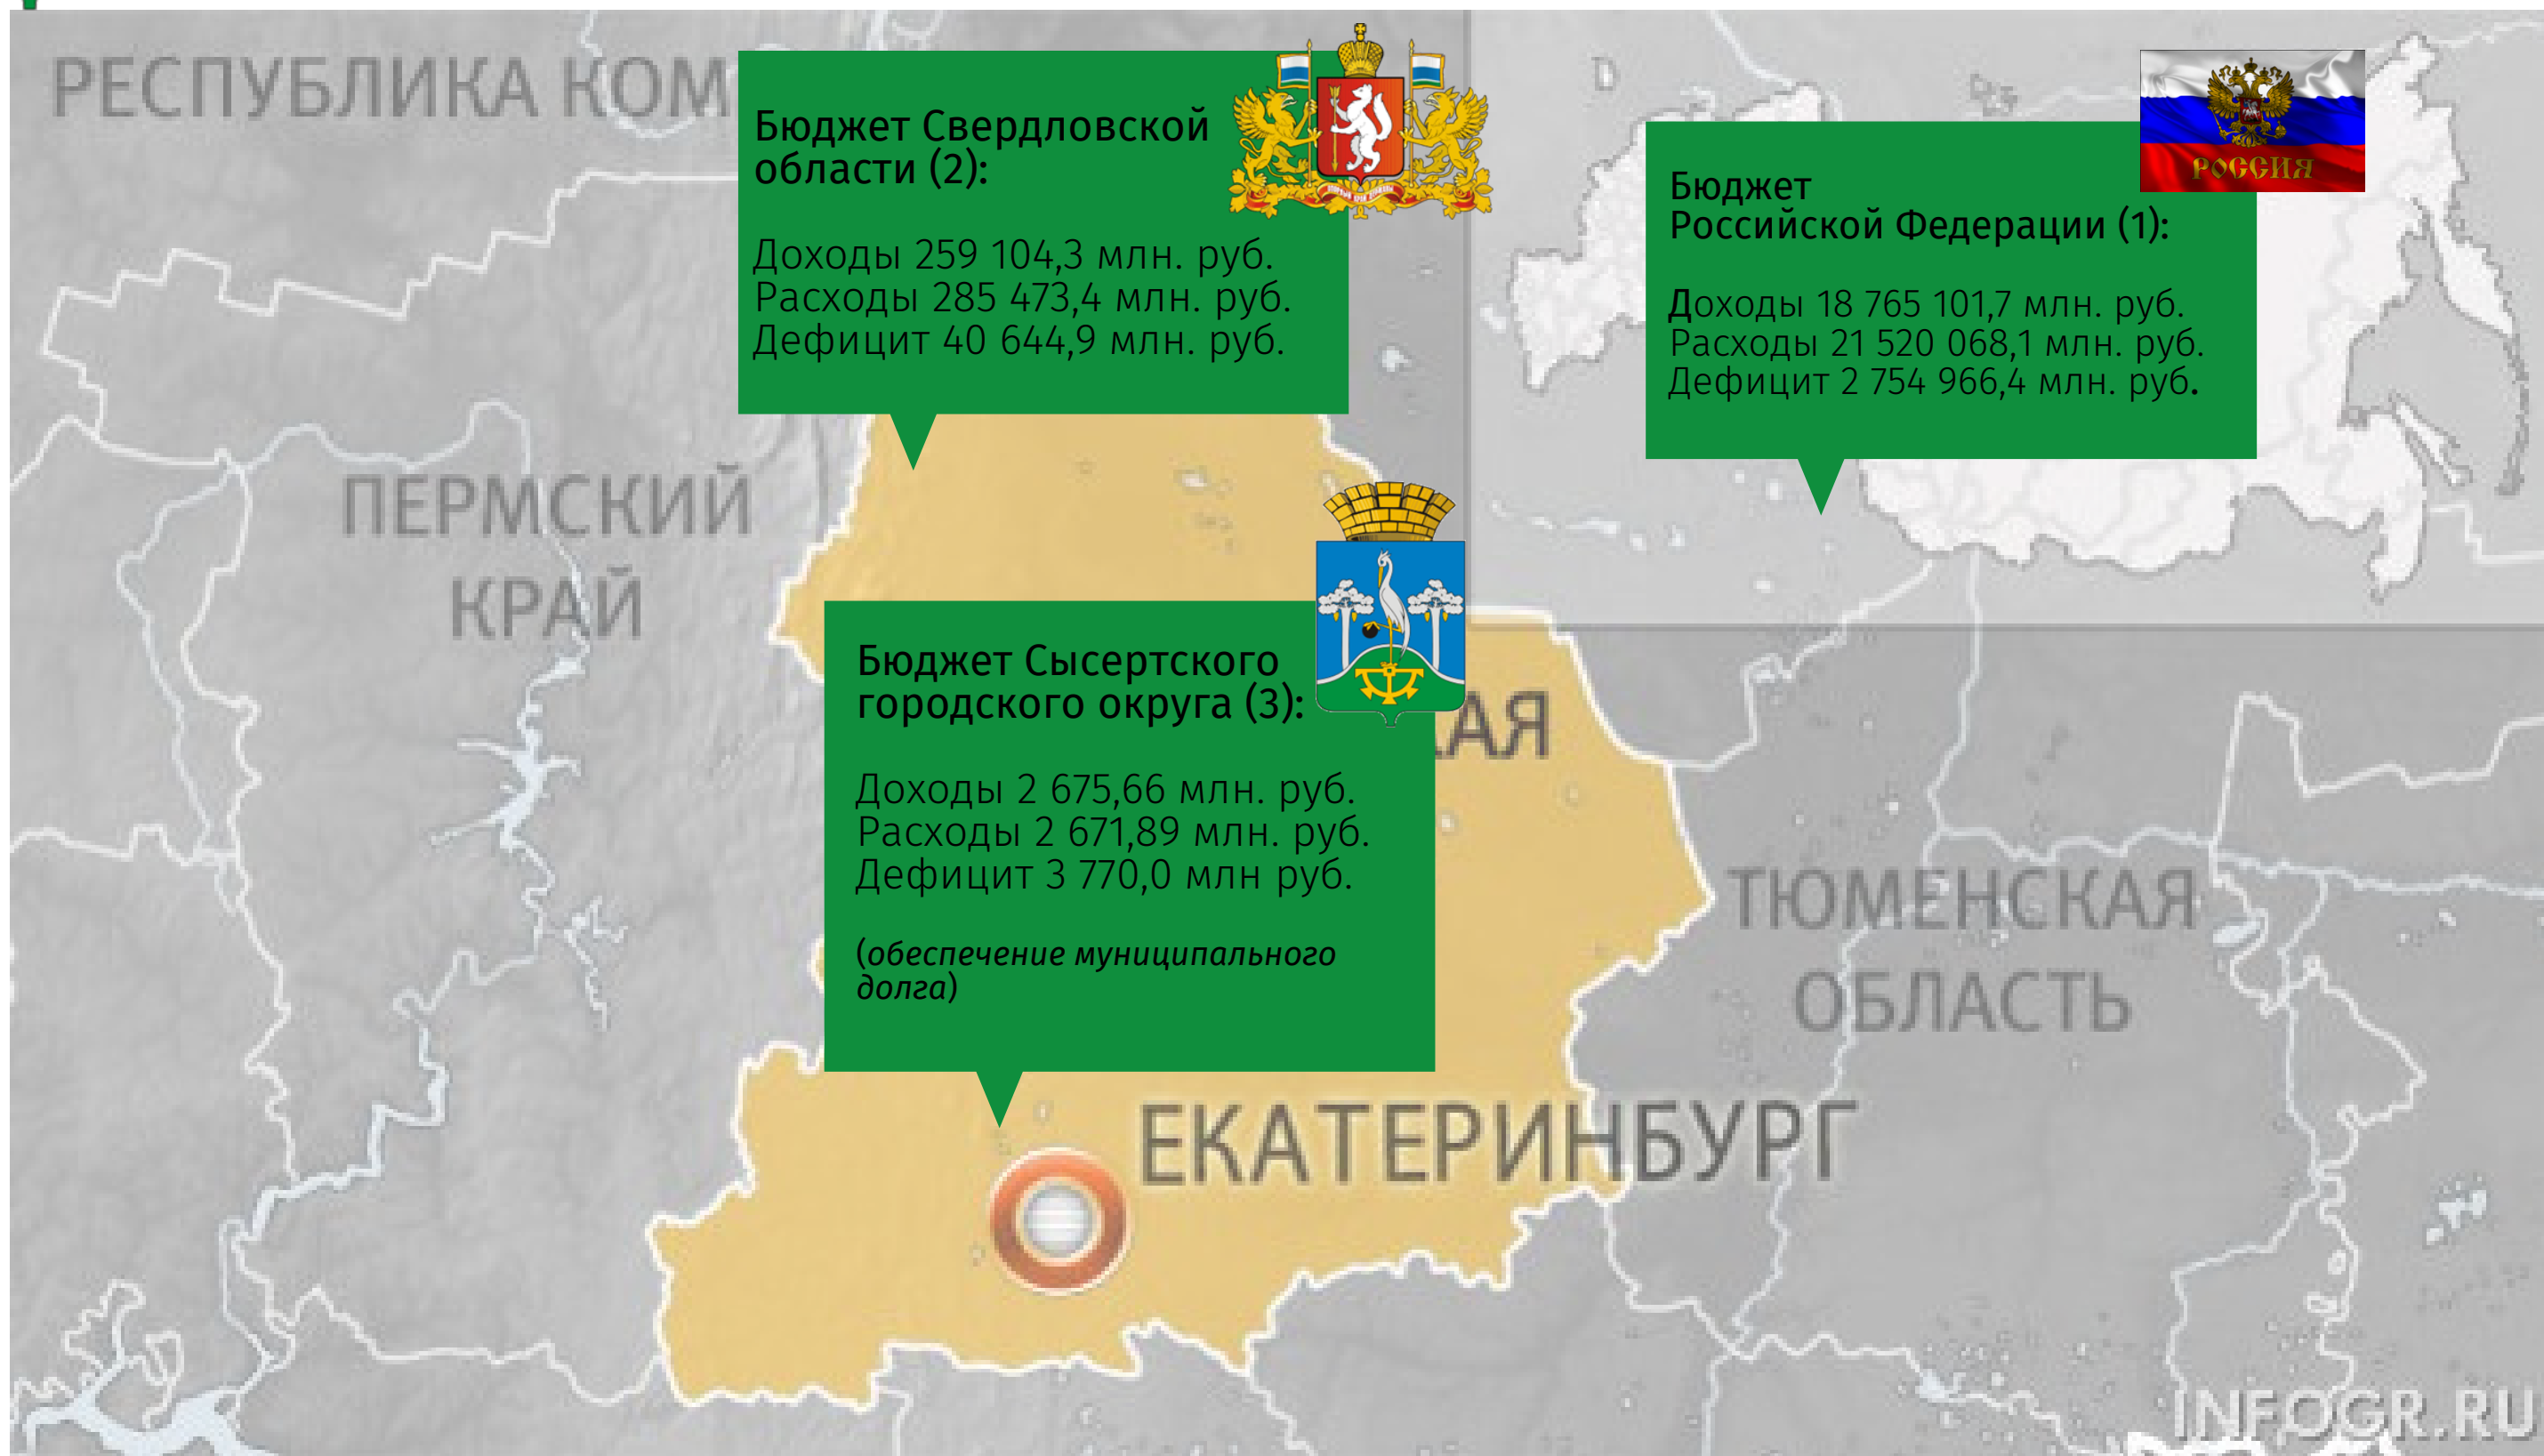 РЕСПУБЛИКА КОМ
Бюджет Свердловской
области (2):
Доходы 259 104,3 млн. руб.
Расходы 285 473,4 млн. руб.
Дефицит 40 644,9 млн. руб.
РОССИЯ
Бюджет
Российской Федерации (1):
Доходы 18 765 101,7 млн. руб.
Расходы 21 520 068,1 млн. руб.
Дефицит 2 754 966,4 млн. руб.
ПЕРМСКИЙ
КРАЙ
Бюджет Сысертского
городского округа (3):
Доходы 2 675,66 млн. руб.
Расходы 2 671,89 млн. руб.
Дефицит 3 770,0 млн руб.
(обеспечение муниципального
долга)
КАЯ
ТЮМЕНСКАЯ
ОБЛАСТЬ
ЕКАТЕРИНБУРГ
INFOGR.RU